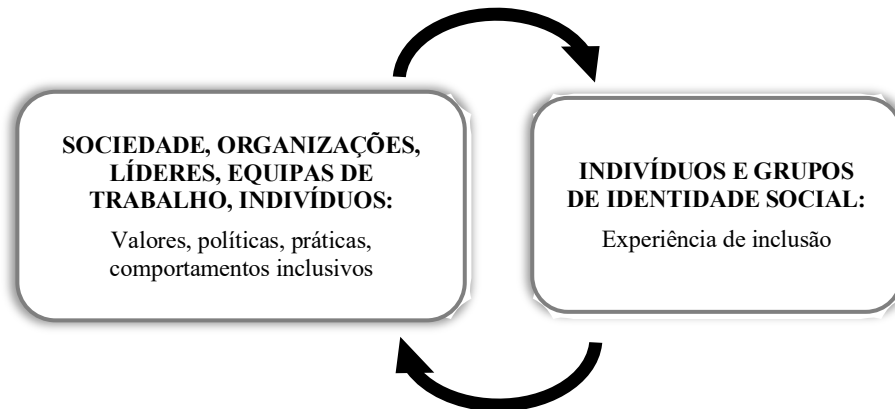 SOCIEDADE, ORGANIZAÇÕES,
LÍDERES, EQUIPAS DE
TRABALHO, INDIVÍDUOS:
Valores, políticas, práticas,
comportamentos inclusivos
INDIVÍDUOS E GRUPOS
DE IDENTIDADE SOCIAL:
Experiência de inclusão